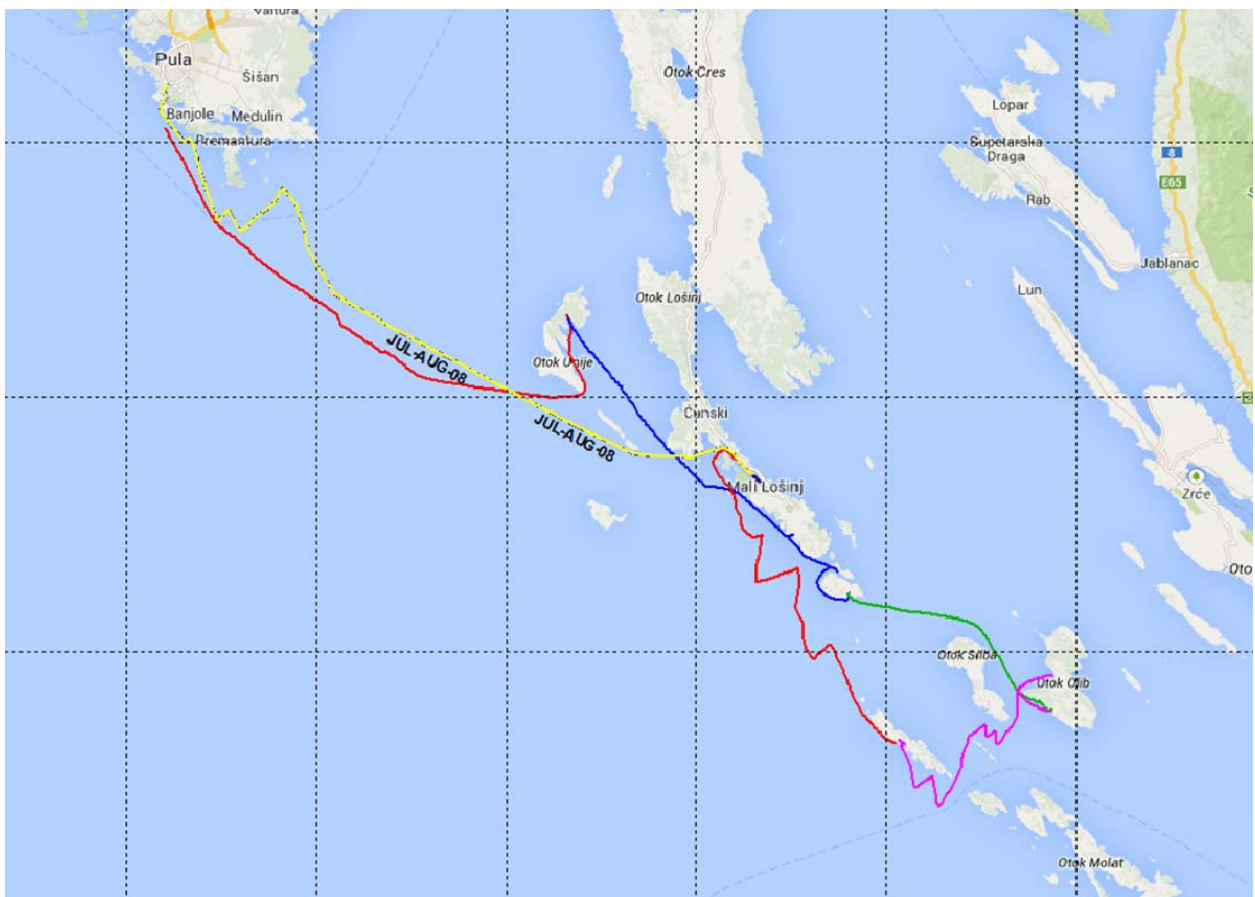 Valtura
Pula
Šišan
Banjole
Medulin
Premantura
Otok Cres
Lopar
Supetarska
Draga
8
E65
Rab
Jablanac
Lun
Otok Lošinj
Otok Unije
JUL-AUG-08
JUL-AUG-08
Ćunski
Mali Lošinj
Zrće
Oto
Otok Silba
Otok Olib
Otok Molat